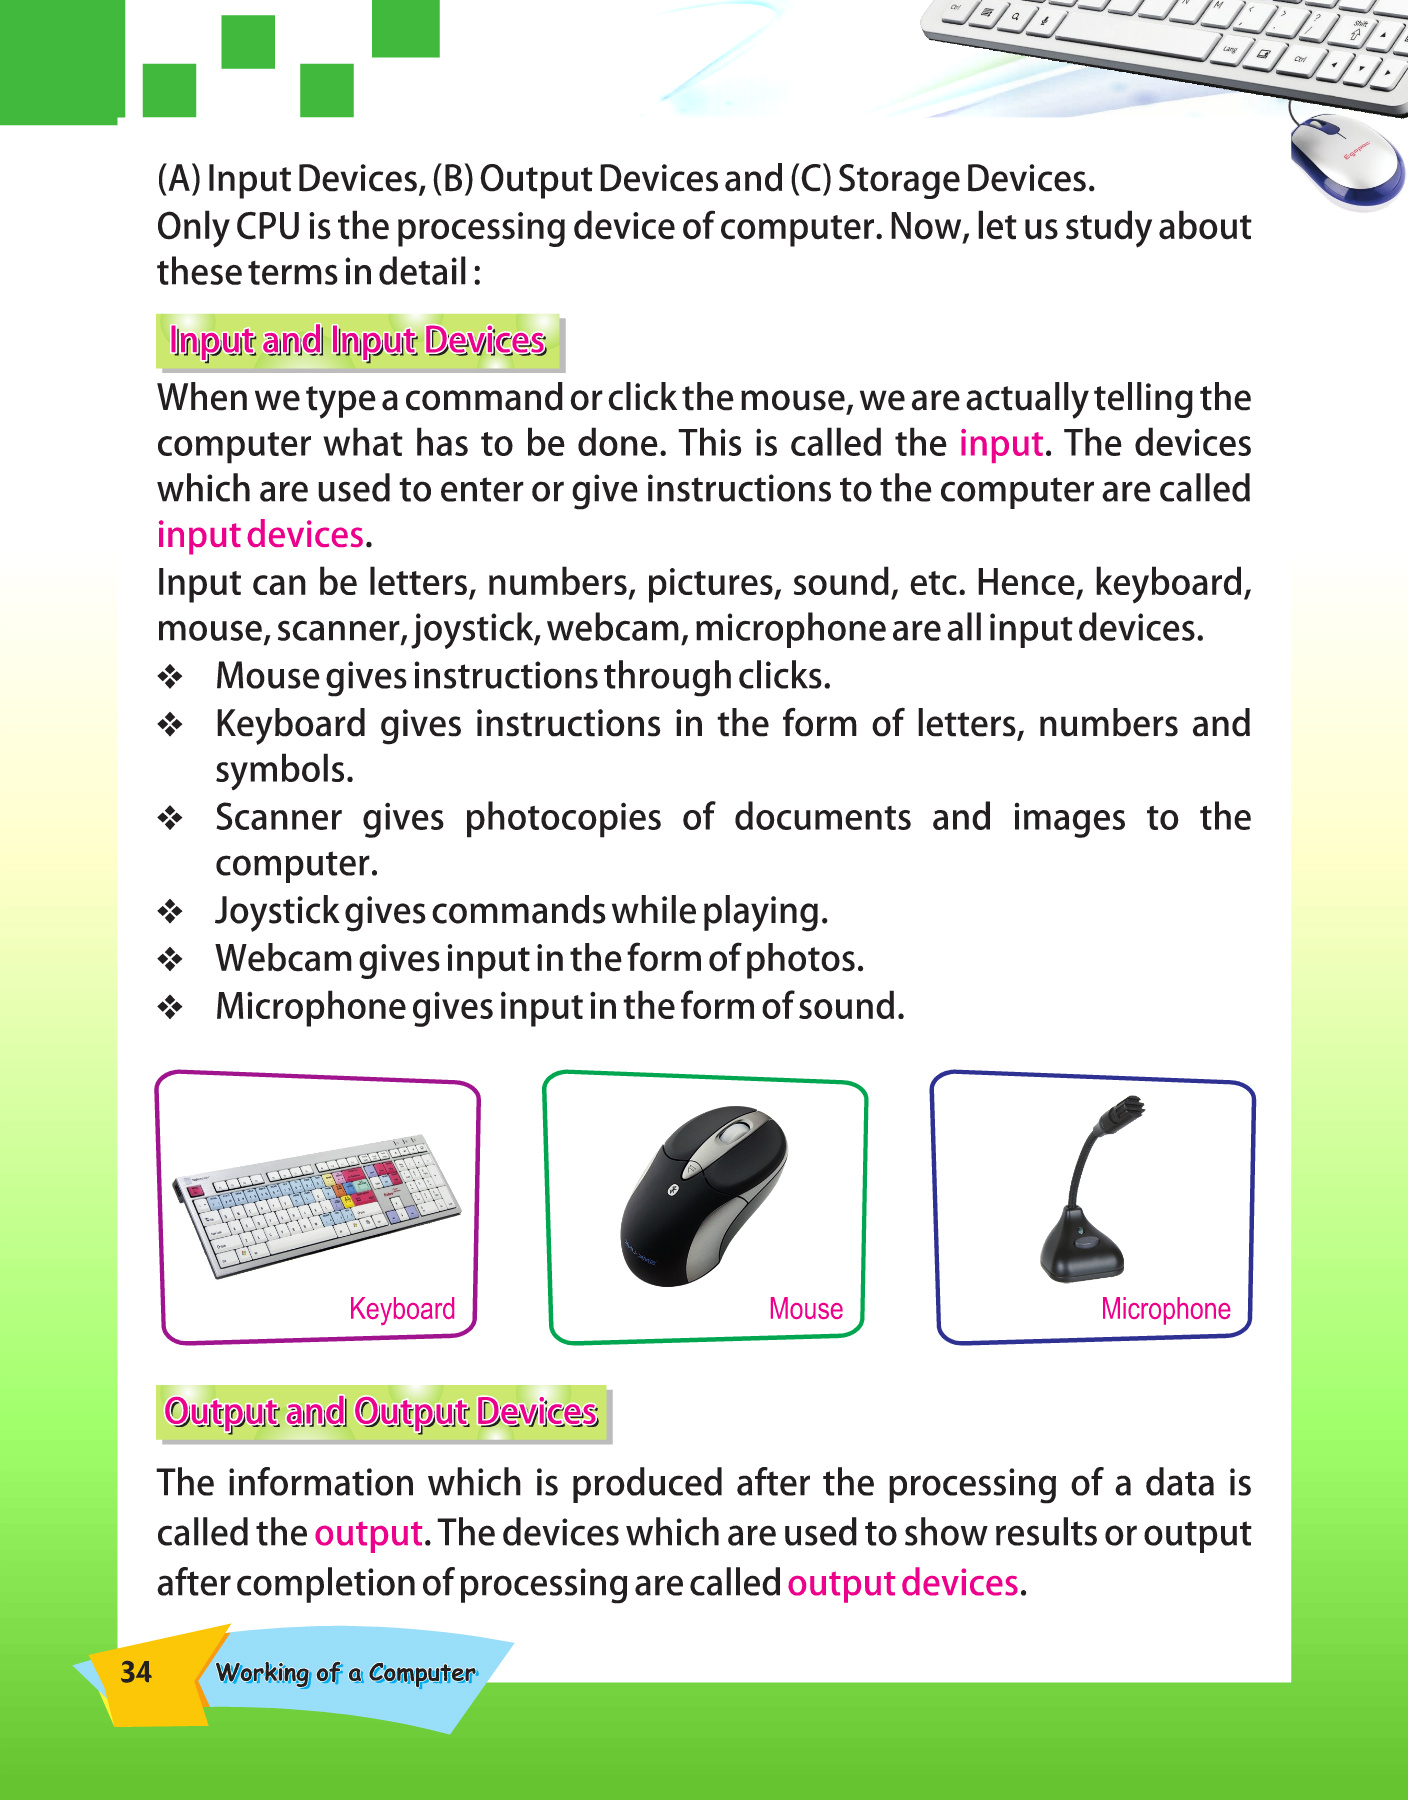 (A) Input Devices, (B) Output Devices and (C) Storage Devices.
Only CPU is the processing device of computer. Now, let us study about
these terms in detail :
Input and Input Devices
When we type a command or click the mouse, we are actually telling the
computer what has to be done. This is called the input. The devices
which are used to enter or give instructions to the computer are called
input devices.
Input can be letters, numbers, pictures, sound, etc. Hence, keyboard,
mouse, scanner, joystick, webcam, microphone are all input devices.
❖ Mouse gives instructions through clicks.
❖ Keyboard gives instructions in the form of letters, numbers and
symbols.
❖ Scanner gives photocopies of documents and images to the
computer.
❖ Joystick gives commands while playing.
❖ Webcam gives input in the form of photos.
❖ Microphone gives input in the form of sound.
Keyboard
Mouse
Microphone
Output and Output Devices
The information which is produced after the processing of a data is
called the output. The devices which are used to show results or output
after completion of processing are called output devices.
34
Working of a Computer